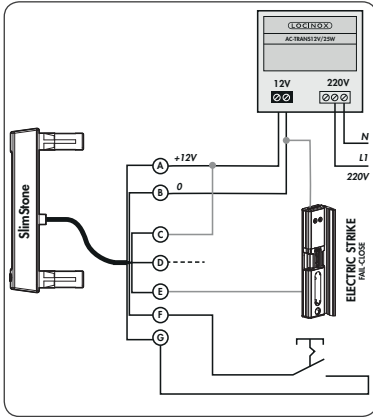 LOCINOX
AC-TRANS12V/25W
12V
220V
N
L1
220V
A
+12V
B
0
C
D
E
F
G
SlimStone
ELECTRIC STRIKE
FAIL-CLOSE